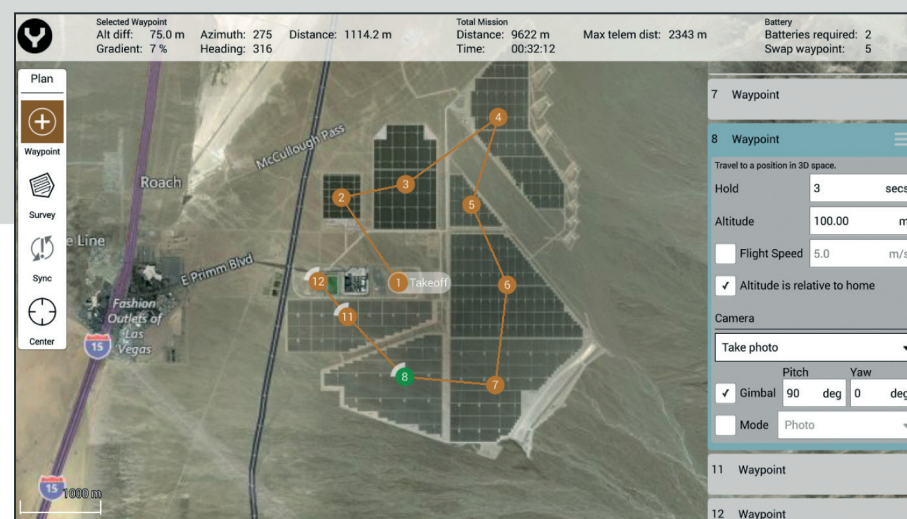 Selected Waypoint
Alt diff: 75.0 m Azimuth: 275 Distance: 1114.2 m
Gradient: 7 % Heading: 316
Total Mission
Distance: 9622 m Max telem dist: 2343 m
Time: 00:32:12
Battery
Batteries required: 2
Swap waypoint: 5
Plan
Waypoint
Survey
Sync
Center
McCullough Pass
Roach
e Line
E Primm Blvd
Fashion
Outlets of
Las
Vegas
15
15
1000 m
1 Takeoff
2
3
4
5
6
7
8
11
12
7 Waypoint
8 Waypoint
Travel to a position in 3D space.
Hold 3 secs
Altitude 100.00 m
Flight Speed 5.0 m/s
Altitude is relative to home
Camera
Take photo
Pitch Yaw
Gimbal 90 deg 0 deg
Mode Photo
11 Waypoint
12 Waypoint